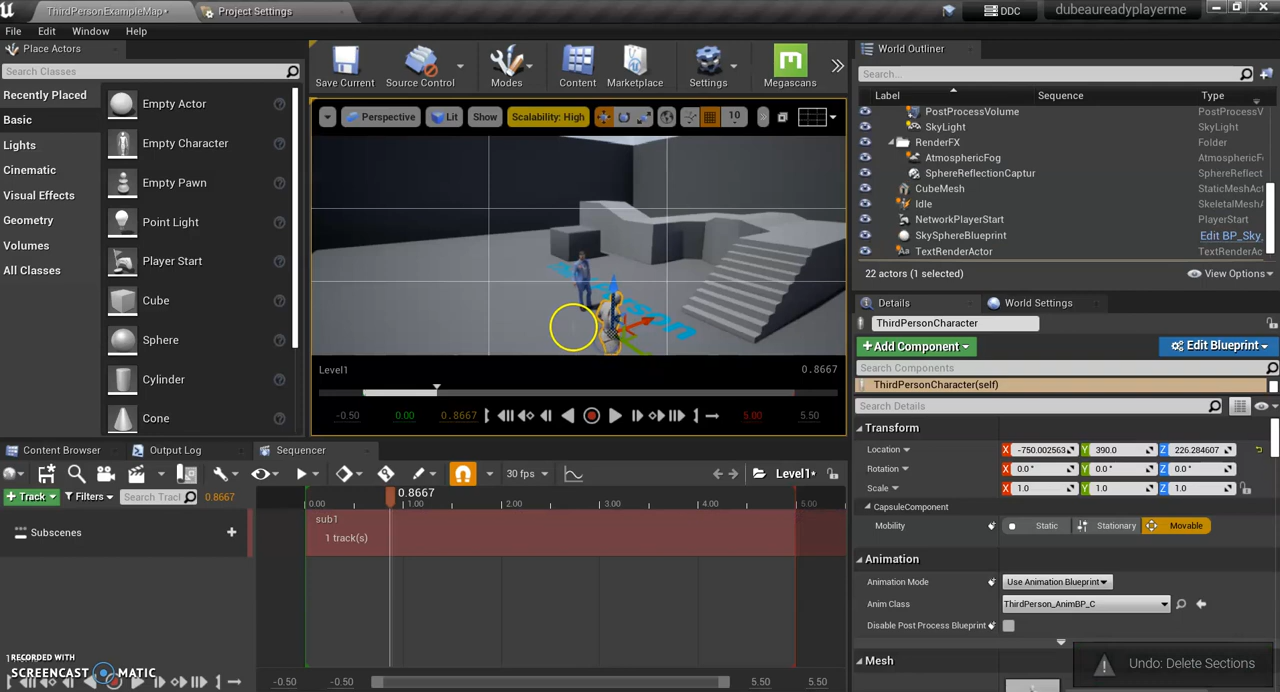 ThirdPersonExampleMap•
Project Settings
DDC
dubeaureadyplayerme
File Edit Window Help
Place Actors
Search Classes
Recently Placed
Basic
Lights
Cinematic
Visual Effects
Geometry
Volumes
All Classes
Empty Actor
Empty Character
Empty Pawn
Point Light
Player Start
Cube
Sphere
Cylinder
Cone
Save Current
Source Control
Modes
Content
Marketplace
Settings
Megascans
Perspective Lit Show Scalability: High 10
Level1 0.8667
-0.50 0.00 0.8667 5.00 5.50
World Outliner
Search...
Label Sequence Type
PostProcessVolume PostProcessV
SkyLight SkyLight
RenderFX Folder
AtmosphericFog AtmosphericFo
SphereReflectionCaptur SphereReflect
CubeMesh StaticMeshAct
Idle SkeletalMeshA
NetworkPlayerStart PlayerStart
SkySphereBlueprint Edit BP_Sky_
TextRenderActor TextRenderAc
22 actors (1 selected) View Options
Details World Settings
ThirdPersonCharacter
+Add Component Edit Blueprint
Search Components
ThirdPersonCharacter(self)
Search Details
Transform
Location X -750.002563 Y 390.0 Z 226.284607
Rotation X 0.0° Y 0.0° Z 0.0°
Scale X 1.0 Y 1.0 Z 1.0
CapsuleComponent
Mobility Static Stationary Movable
Animation
Animation Mode Use Animation Blueprint
Anim Class ThirdPerson_AnimBP_C
Disable Post Process Blueprint
Mesh
Undo: Delete Sections
Content Browser Output Log Sequencer
30 fps Level1*
+ Track Filters Search Tracl 0.8667
0.8667
0.00 1.00 2.00 3.00 4.00 5.00
Subscenes
sub1
1 track(s)
RECORDED WITH
SCREENCAST MATIC
-0.50 -0.50 5.50 5.50